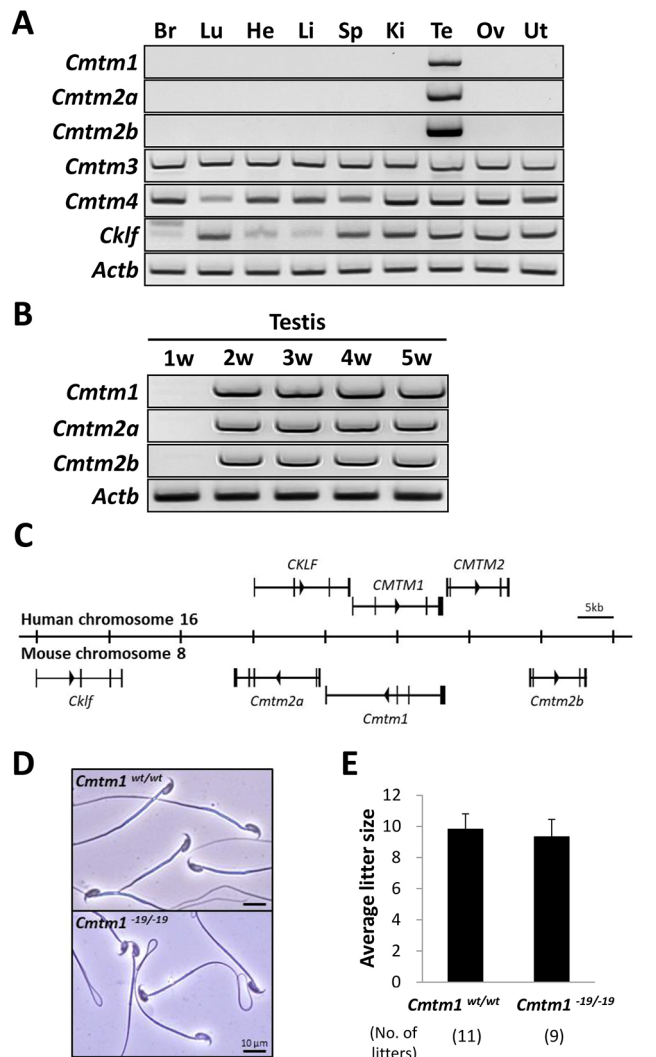 A
Br Lu He Li Sp Ki Te Ov Ut
Cmtm1
Cmtm2a
Cmtm2b
Cmtm3
Cmtm4
Cklf
Actb
B
Testis
1w 2w 3w 4w 5w
Cmtm1
Cmtm2a
Cmtm2b
Actb
C
CKLF
CMTM1
CMTM2
5kb
Human chromosome 16
Mouse chromosome 8
Cklf
Cmtm2a
Cmtm1
Cmtm2b
D
Cmtm1 wt/wt
Cmtm1 -19/-19
10 μm
E
Average litter size
12
10
8
6
4
2
0
Cmtm1 wt/wt Cmtm1 -19/-19
(No. of litters)
(11) (9)